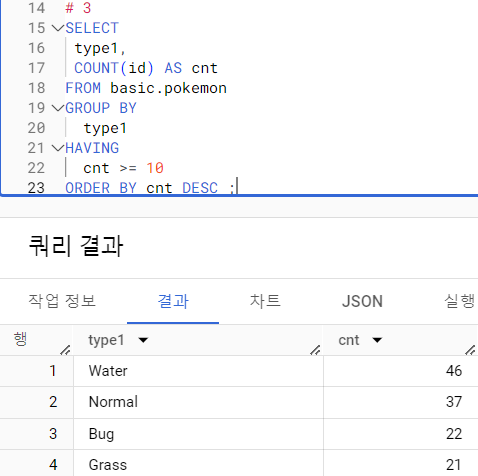 14 # 3
15 SELECT
16 type1,
17 COUNT(id) AS cnt
18 FROM basic.pokemon
19 GROUP BY
20 type1
21 HAVING
22 cnt >= 10
23 ORDER BY cnt DESC ;
쿼리 결과
작업 정보 결과 차트 JSON 실행
행 type1 cnt
1 Water 46
2 Normal 37
3 Bug 22
4 Grass 21